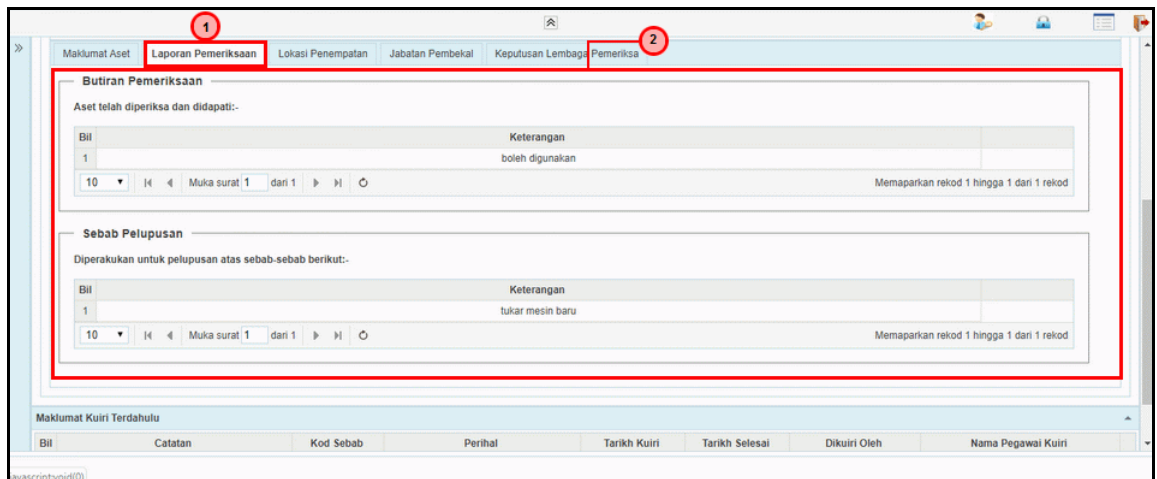 1
2
Maklumat Aset Laporan Pemeriksaan Lokasi Penempatan Jabatan Pembekal Keputusan Lembaga Pemeriksa
Butiran Pemeriksaan
Aset telah diperiksa dan didapati:-
Bil Keterangan
1 boleh digunakan
10 Muka surat 1 dari 1 Memaparkan rekod 1 hingga 1 dari 1 rekod
Sebab Pelupusan
Diperakukan untuk pelupusan atas sebab-sebab berikut:-
Bil Keterangan
1 tukar mesin baru
10 Muka surat 1 dari 1 Memaparkan rekod 1 hingga 1 dari 1 rekod
Maklumat Kuiri Terdahulu
Bil Catatan Kod Sebab Perihal Tarikh Kuiri Tarikh Selesai Dikuiri Oleh Nama Pegawai Kuiri
avascript:void(0)